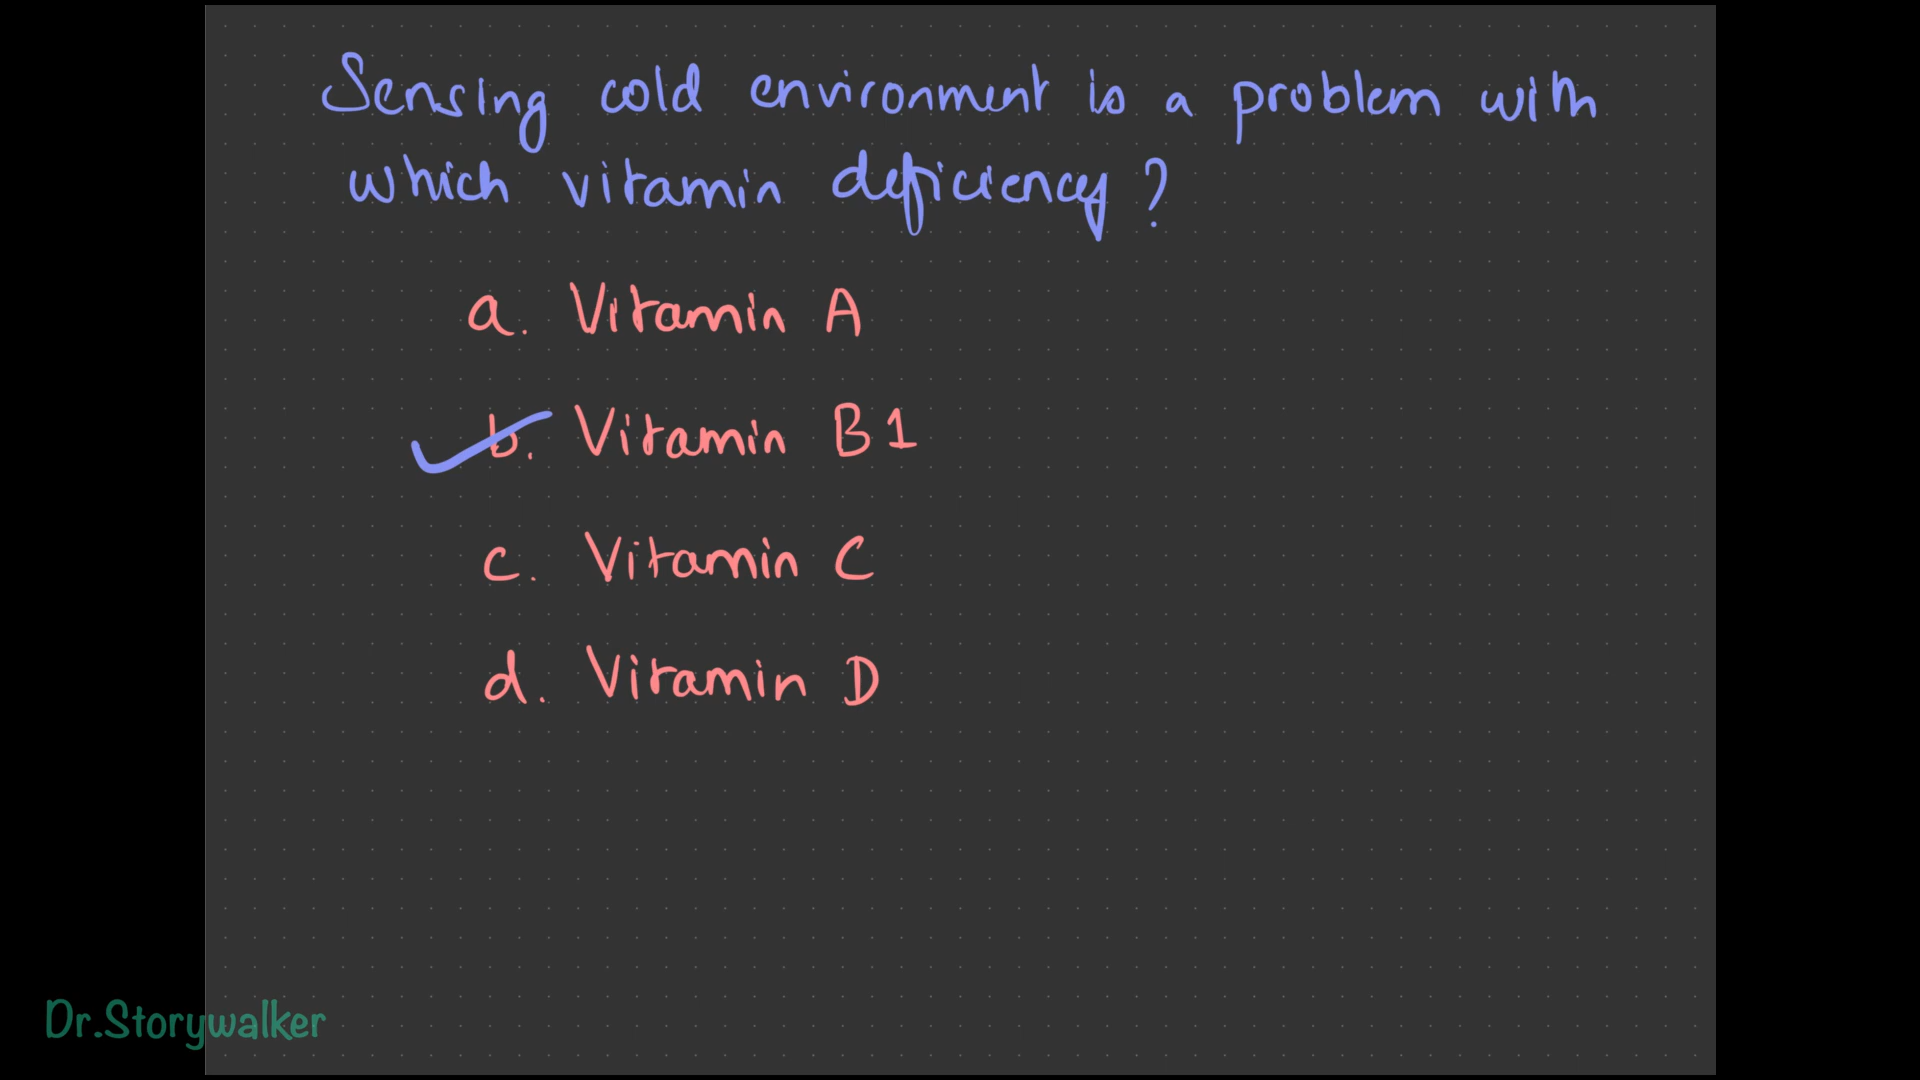 Sensing cold environment is a problem with
which vitamin deficiency?
a. Vitamin A
b. Vitamin B1
c. Vitamin C
d. Vitamin D
Dr.Storywalker